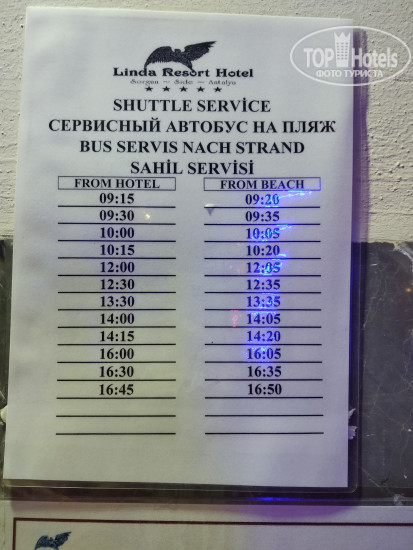 TOP Hotels
ФОТО ТУРИСТА
Linda Resort Hotel
Sorgun ~ Side ~ Antalya
SHUTTLE SERVİCE
СЕРВИСНЫЙ АВТОБУС НА ПЛЯЖ
BUS SERVIS NACH STRAND
SAHİL SERVİSİ
FROM HOTEL FROM BEACH
09:15 09:20
09:30 09:35
10:00 10:05
10:15 10:20
12:00 12:05
12:30 12:35
13:30 13:35
14:00 14:05
14:15 14:20
16:00 16:05
16:30 16:35
16:45 16:50